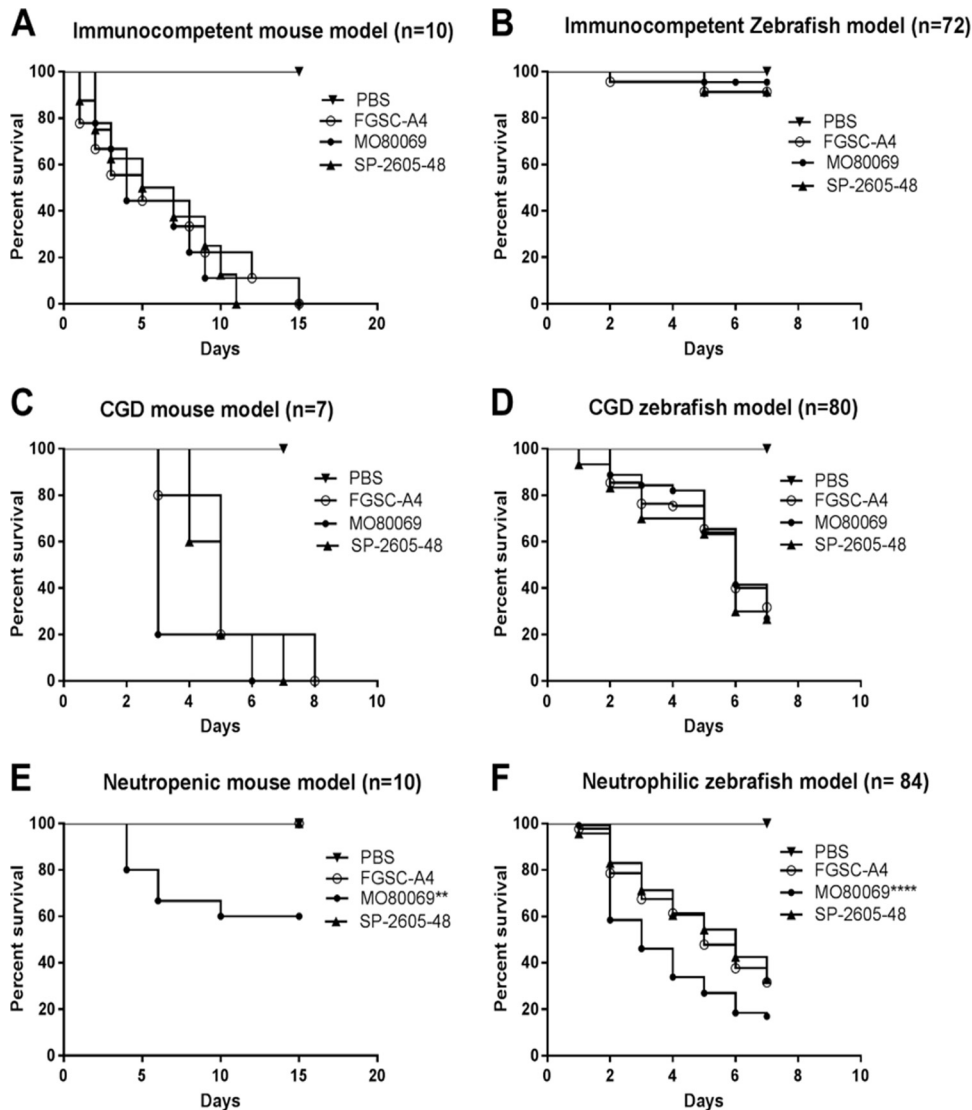 A
Immunocompetent mouse model (n=10)
Percent survival
100
80
60
40
20
0
PBS
FGSC-A4
MO80069
SP-2605-48
0 5 10 15 20
Days
B
Immunocompetent Zebrafish model (n=72)
Percent survival
100
80
60
40
20
0
PBS
FGSC-A4
MO80069
SP-2605-48
0 2 4 6 8 10
Days
C
CGD mouse model (n=7)
Percent survival
100
80
60
40
20
0
PBS
FGSC-A4
MO80069
SP-2605-48
0 2 4 6 8 10
Days
D
CGD zebrafish model (n=80)
Percent survival
100
80
60
40
20
0
PBS
FGSC-A4
MO80069
SP-2605-48
0 2 4 6 8 10
Days
E
Neutropenic mouse model (n=10)
Percent survival
100
80
60
40
20
0
PBS
FGSC-A4
MO80069**
SP-2605-48
0 5 10 15 20
Days
F
Neutrophilic zebrafish model (n= 84)
Percent survival
100
80
60
40
20
0
PBS
FGSC-A4
MO80069****
SP-2605-48
0 2 4 6 8 10
Days